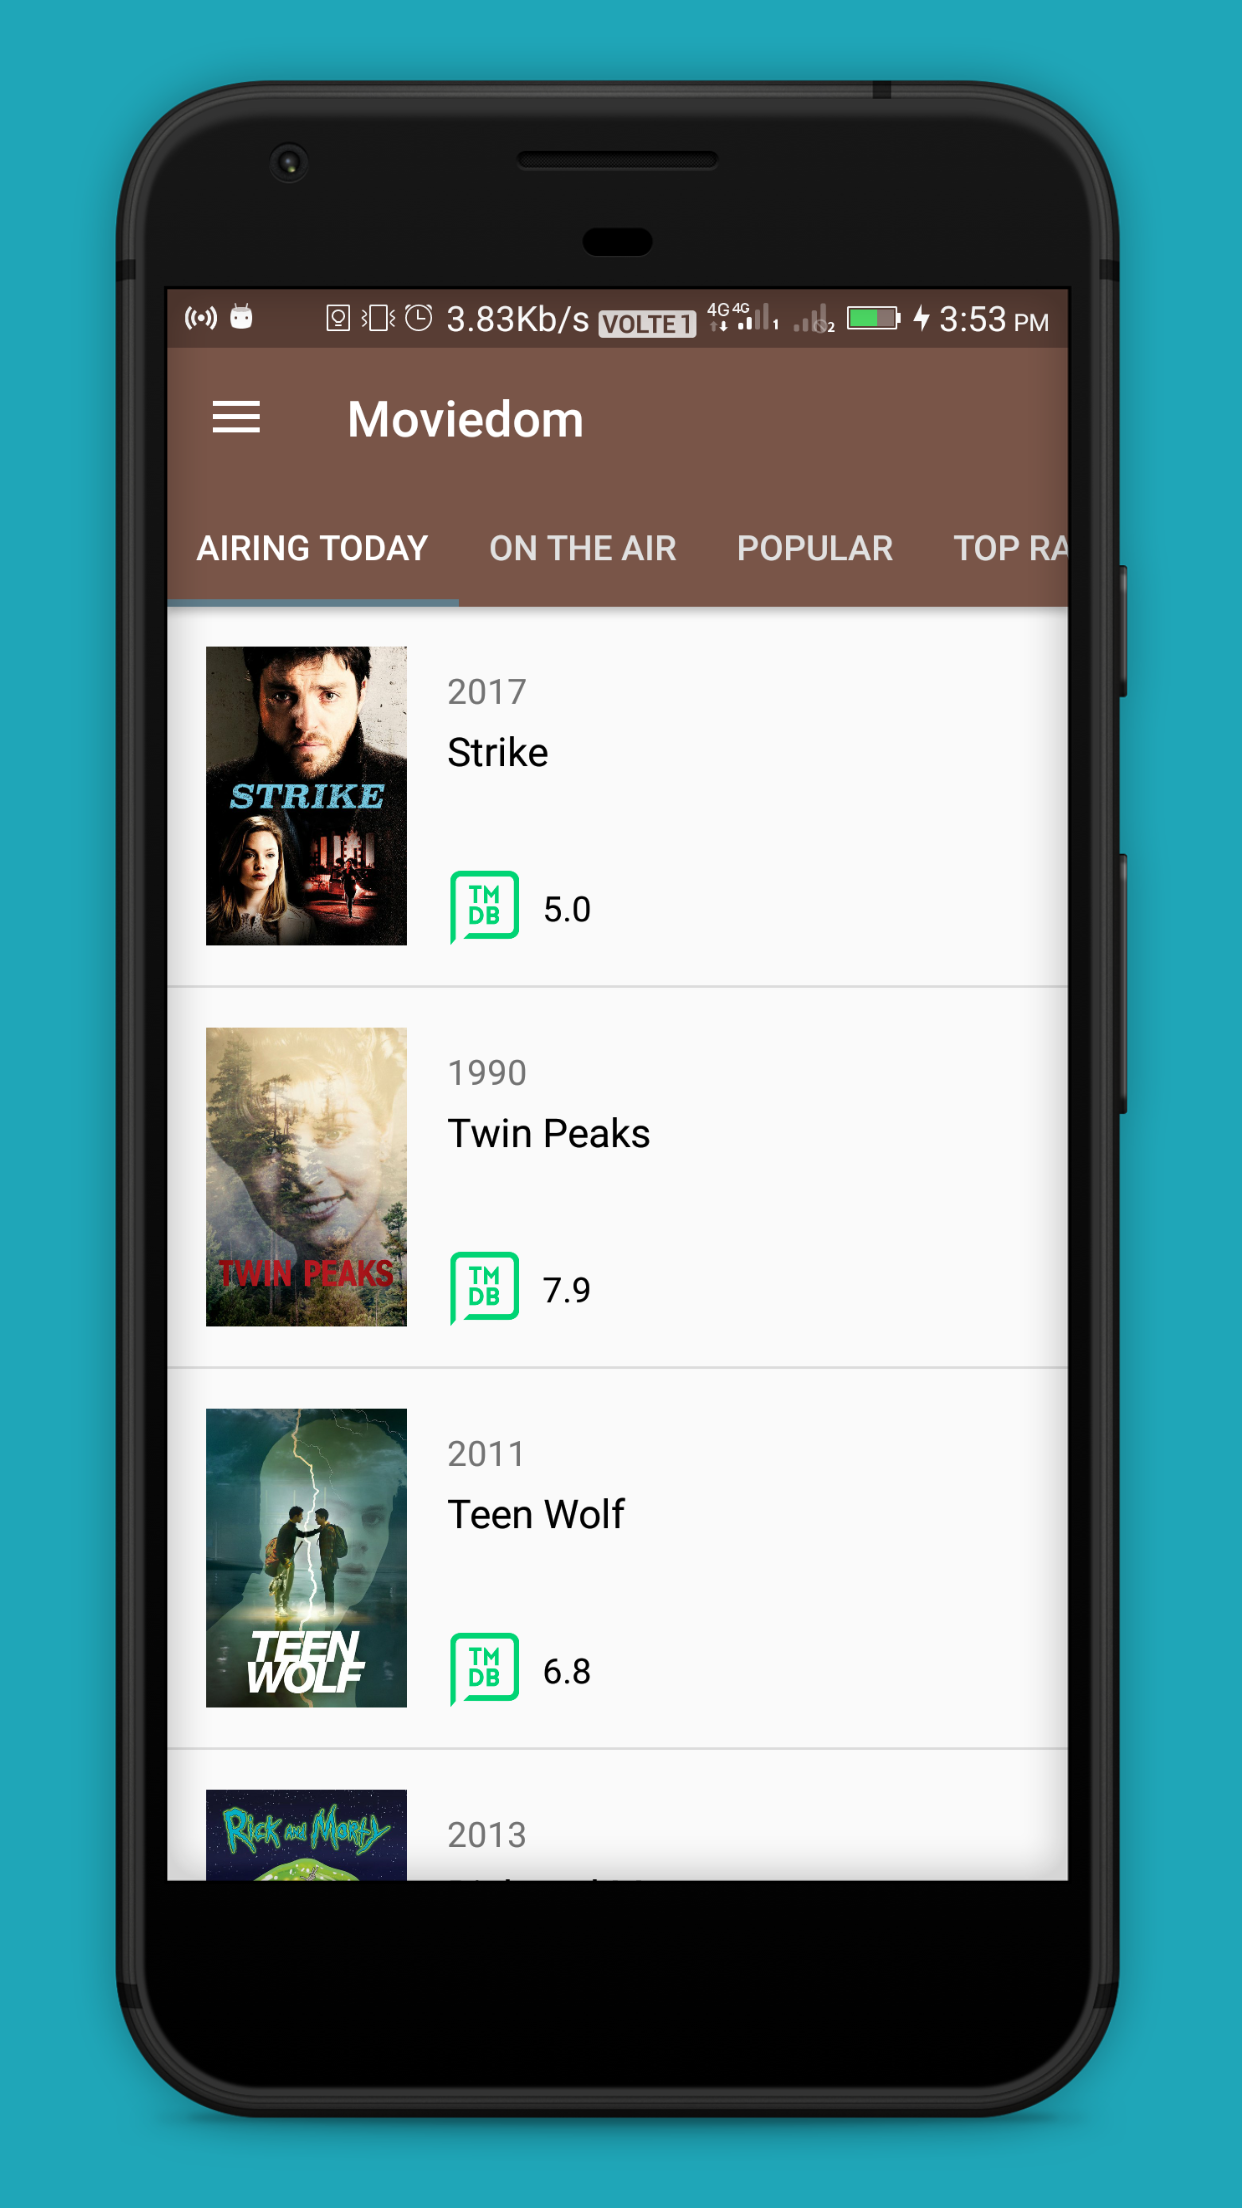 3.83Kb/s VOLTE 1 4G 4G 1 2 3:53 PM
Moviedom
AIRING TODAY ON THE AIR POPULAR TOP RA
2017
Strike
STRIKE
TM
DB 5.0
1990
Twin Peaks
TWIN PEAKS
TM
DB 7.9
2011
Teen Wolf
TEEN
WOLF
TM
DB 6.8
Rick and Morty
2013